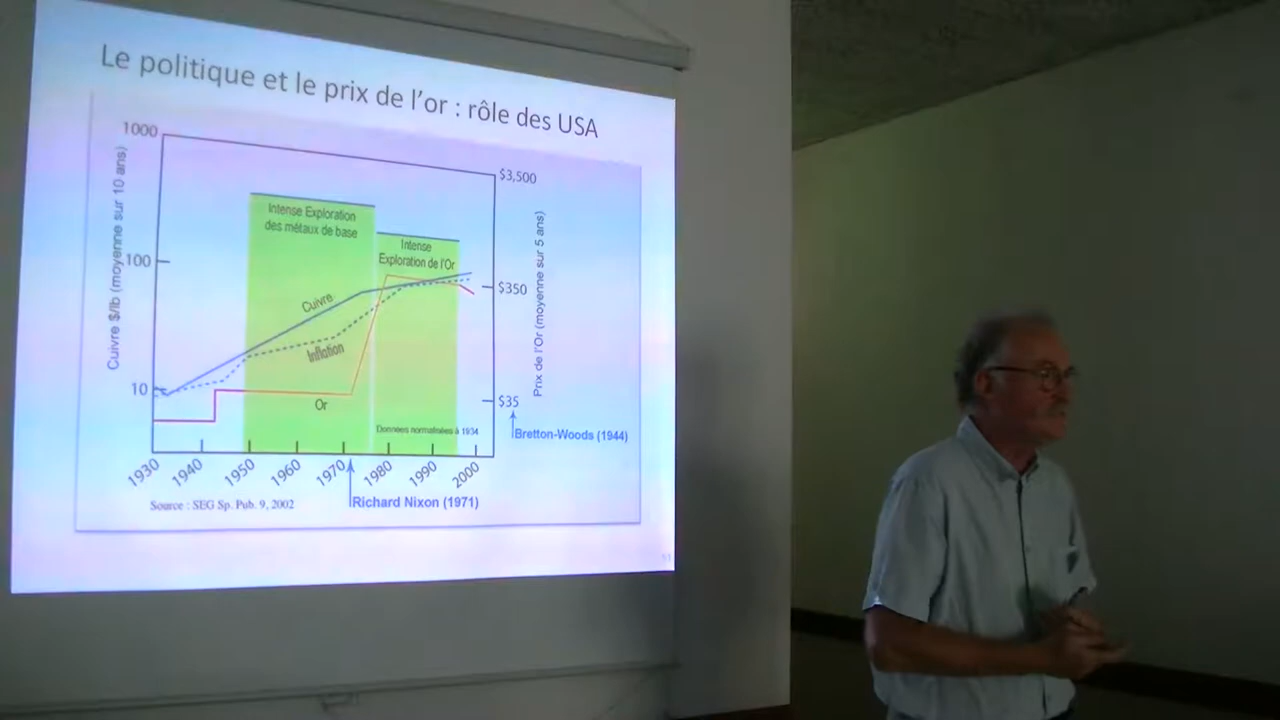 Le politique et le prix de l'or : rôle des USA
1000
100
10
Cuivre $/lb (moyenne sur 10 ans)
Intense Exploration
des métaux de base
Intense
Exploration de l'Or
Cuivre
Inflation
Or
Données normalisées à 1934
$3,500
$350
$35
Prix de l'Or (moyenne sur 5 ans)
Bretton-Woods (1944)
1930
1940
1950
1960
1970
1980
1990
2000
Source : SEG Sp. Pub. 9, 2002
Richard Nixon (1971)